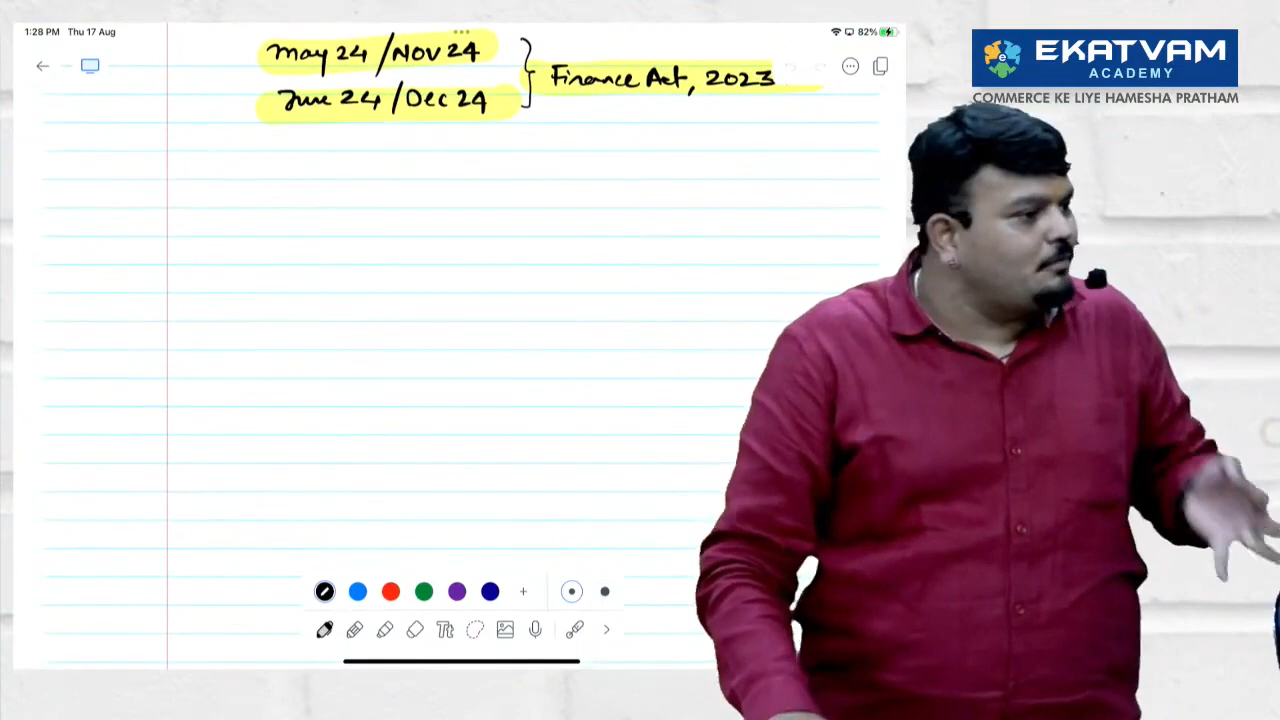 1:28 PM Thu 17 Aug
82%
May 24 / Nov 24
June 24 / Dec 24
Finance Act, 2023
EKATVAM
ACADEMY
COMMERCE KE LIYE HAMESHA PRATHAM
Tt